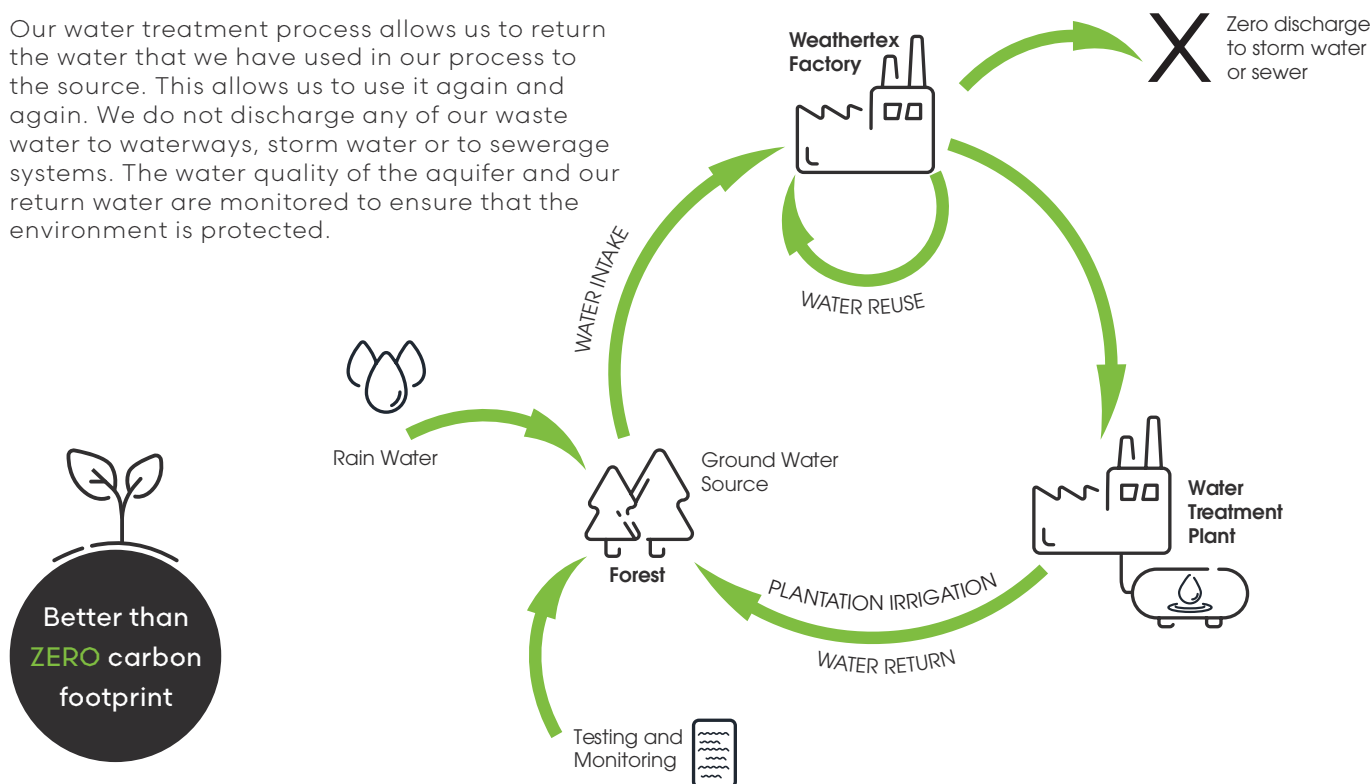 Our water treatment process allows us to return
the water that we have used in our process to
the source. This allows us to use it again and
again. We do not discharge any of our waste
water to waterways, storm water or to sewerage
systems. The water quality of the aquifer and our
return water are monitored to ensure that the
environment is protected.
Weathertex
Factory
Zero discharge
to storm water
or sewer
WATER INTAKE
WATER REUSE
Rain Water
Ground Water
Source
Forest
Water
Treatment
Plant
PLANTATION IRRIGATION
WATER RETURN
Better than
ZERO carbon
footprint
Testing and
Monitoring